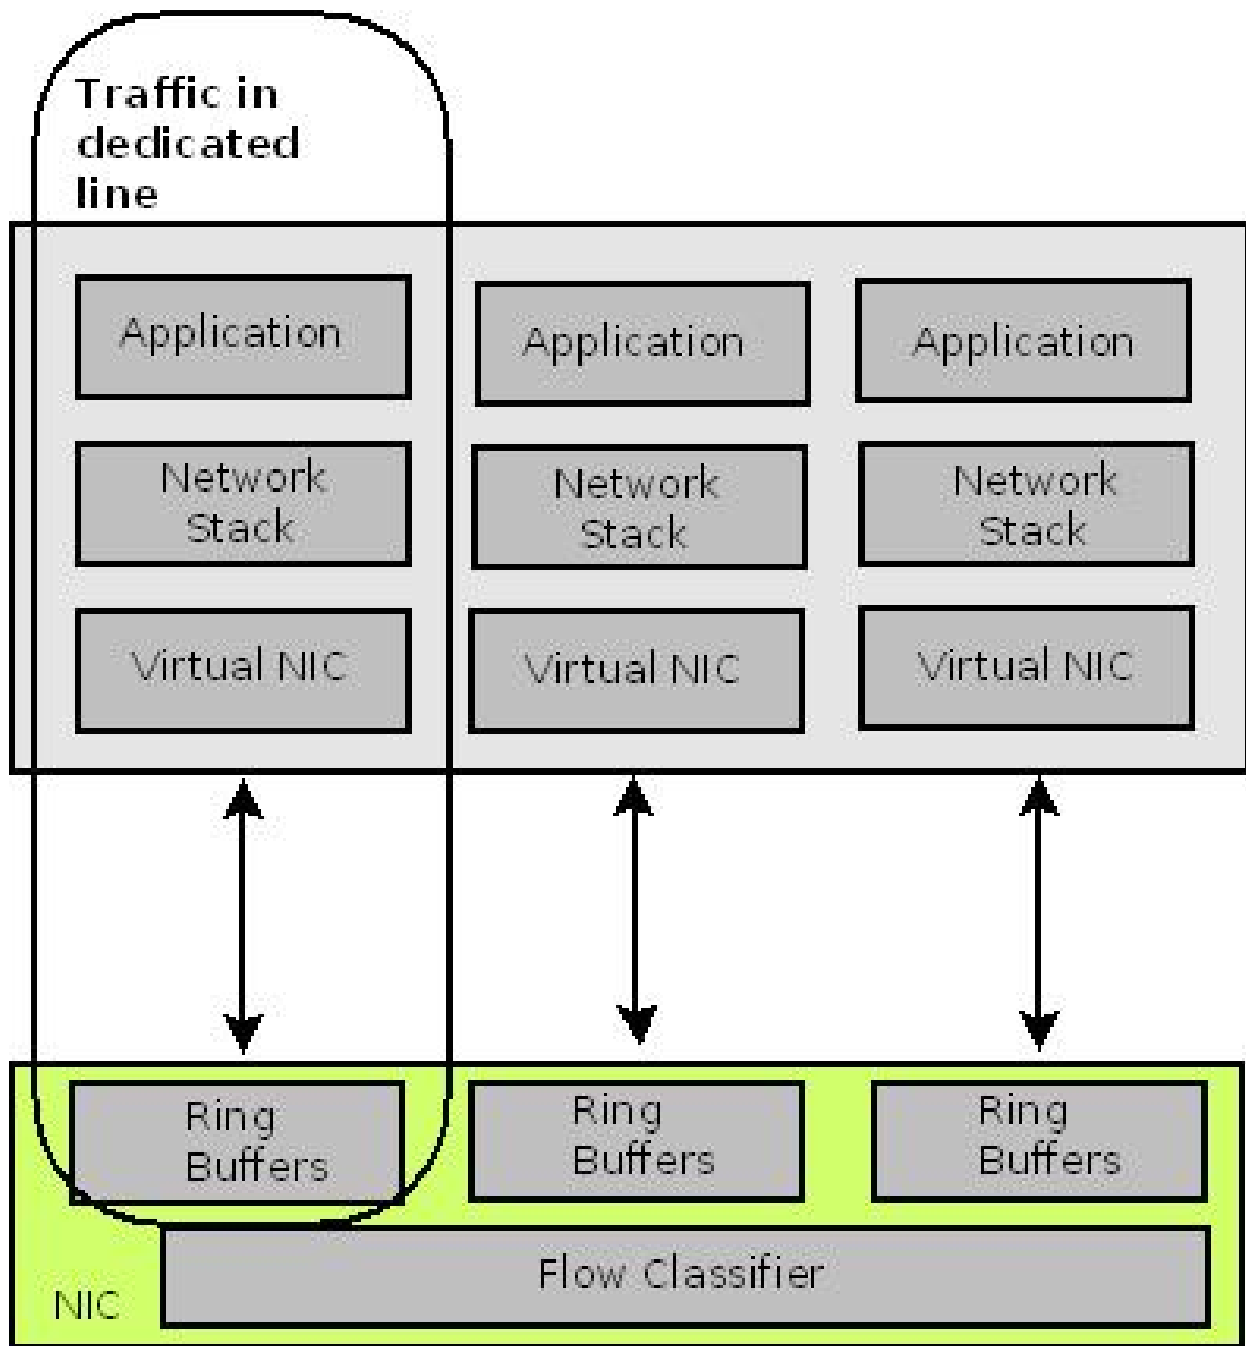 Traffic in
dedicated
line
Application
Application
Application
Network
Stack
Network
Stack
Network
Stack
Virtual NIC
Virtual NIC
Virtual NIC
Ring
Buffers
Ring
Buffers
Ring
Buffers
Flow Classifier
NIC